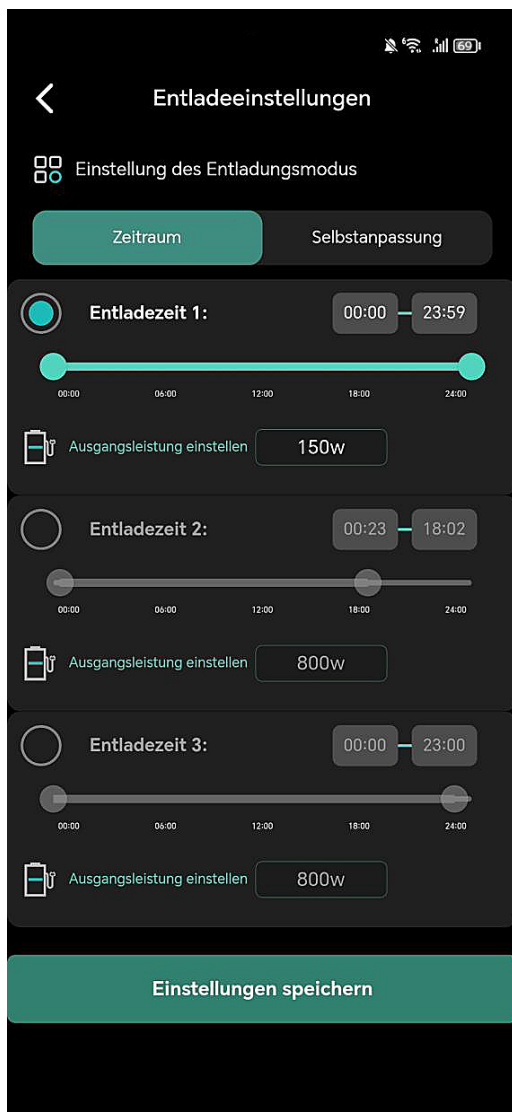 6 69
Entladeeinstellungen
Einstellung des Entladungsmodus
Zeitraum Selbstanpassung
Entladezeit 1: 00:00 – 23:59
00:00 06:00 12:00 18:00 24:00
Ausgangsleistung einstellen 150w
Entladezeit 2: 00:23 – 18:02
00:00 06:00 12:00 18:00 24:00
Ausgangsleistung einstellen 800w
Entladezeit 3: 00:00 – 23:00
00:00 06:00 12:00 18:00 24:00
Ausgangsleistung einstellen 800w
Einstellungen speichern